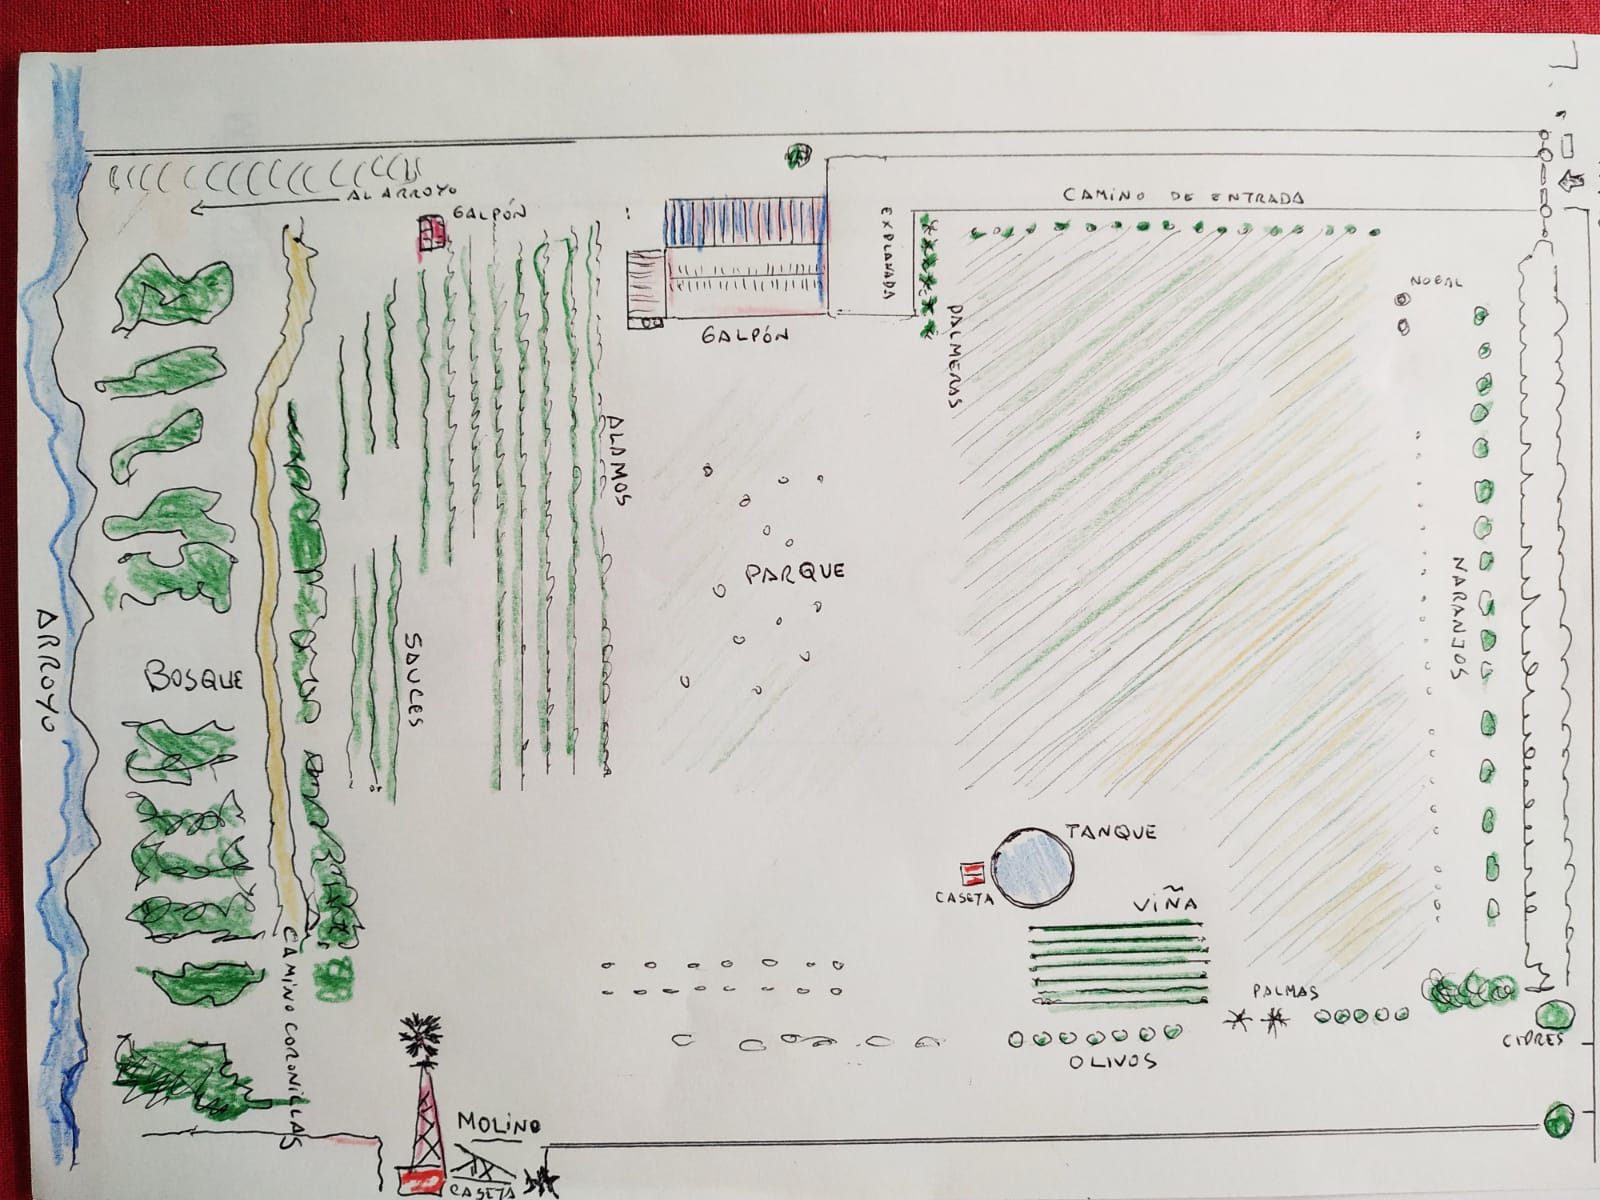 AL ARROYO
GALPÓN
CAMINO DE ENTRADA
EXPLANADA
NOGAL
PALMERAS
GALPÓN
ALAMOS
PARQUE
NARANJOS
ARROYO
BOSQUE
SAUCES
TANQUE
CASETA
VIÑA
CAMINO CORONILLAS
PALMAS
CIPRES
OLIVOS
MOLINO
CASETA